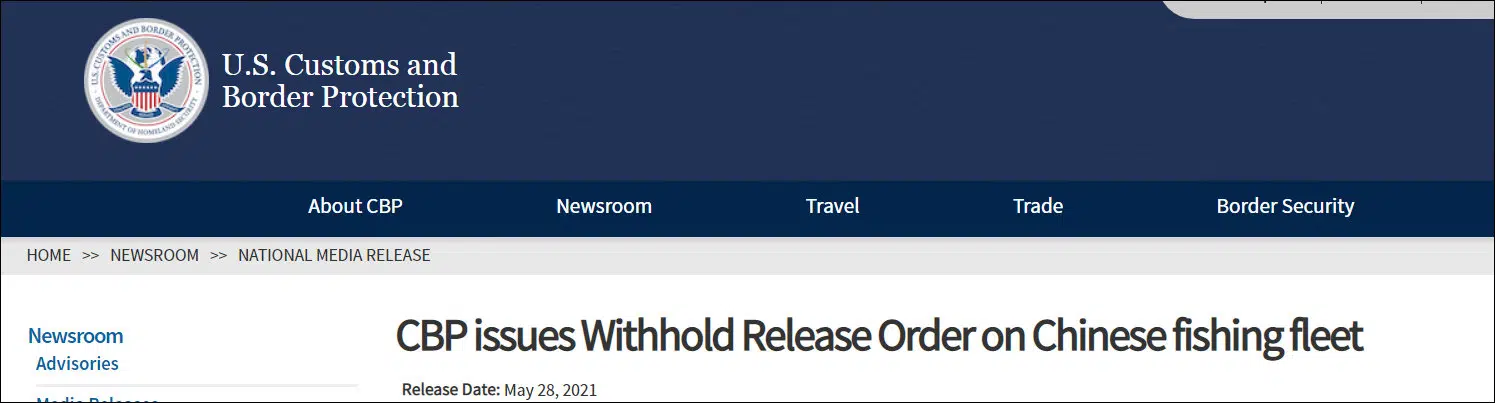 U.S. CUSTOMS AND BORDER PROTECTION
DEPARTMENT OF HOMELAND SECURITY
U.S. Customs and
Border Protection
About CBP Newsroom Travel Trade Border Security
HOME >> NEWSROOM >> NATIONAL MEDIA RELEASE
Newsroom
Advisories
CBP issues Withhold Release Order on Chinese fishing fleet
Release Date: May 28, 2021